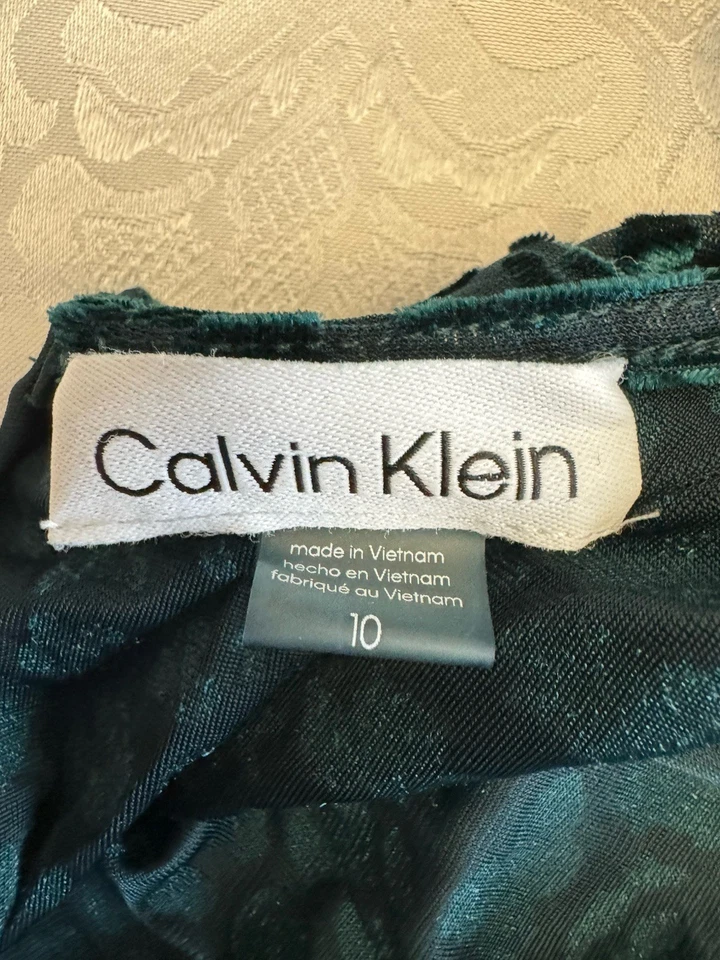 Calvin Klein
made in Vietnam
hecho en Vietnam
fabriqué au Vietnam
10